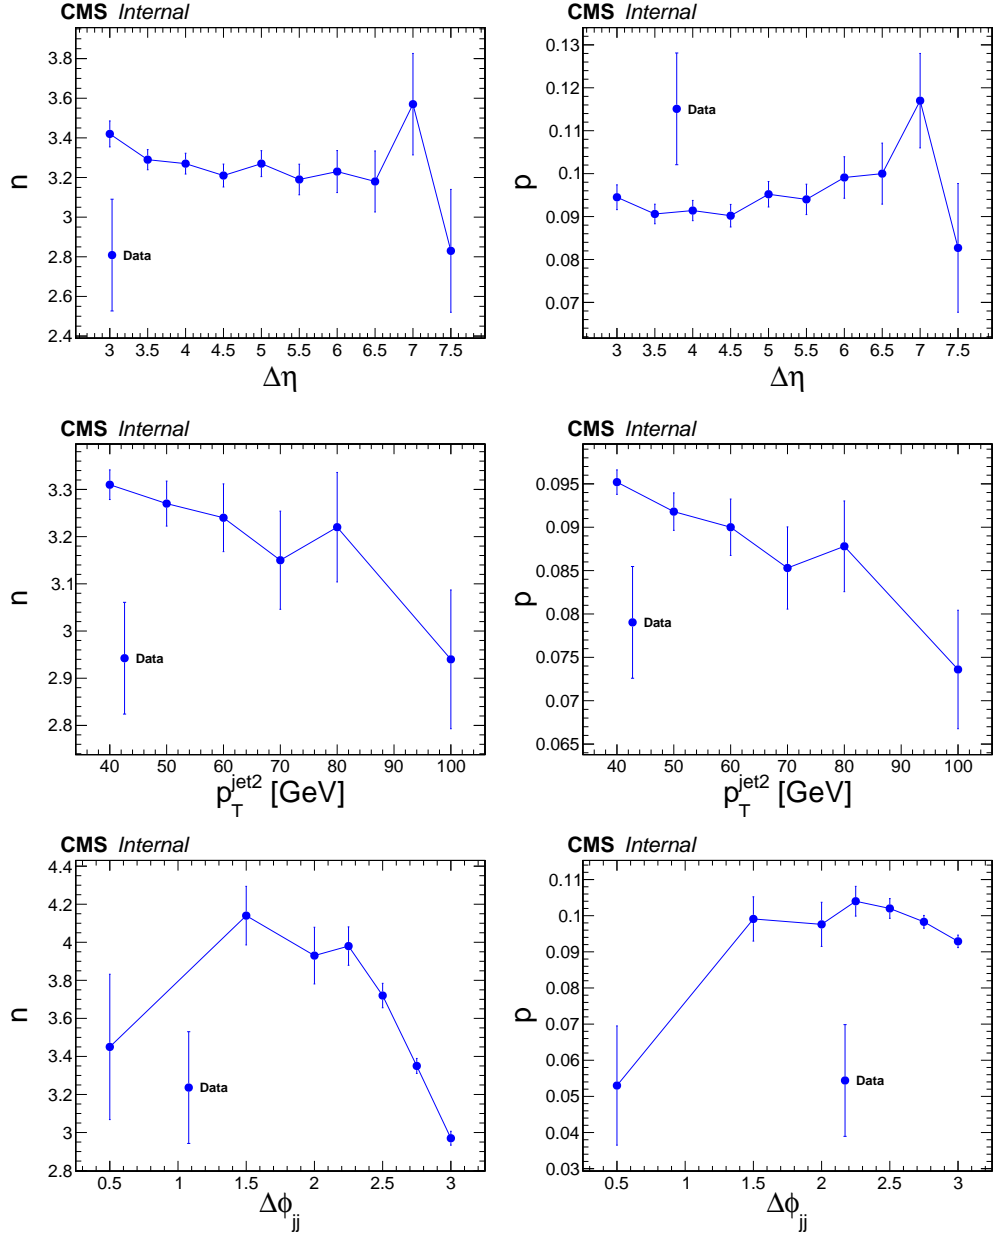 CMS Internal
n
3.8
3.6
3.4
3.2
3
2.8
2.6
2.4
Data
3 3.5 4 4.5 5 5.5 6 6.5 7 7.5
Δη
CMS Internal
p
0.13
0.12
0.11
0.1
0.09
0.08
0.07
Data
3 3.5 4 4.5 5 5.5 6 6.5 7 7.5
Δη
CMS Internal
n
3.3
3.2
3.1
3
2.9
2.8
Data
40 50 60 70 80 90 100
p_T^jet2 [GeV]
CMS Internal
p
0.095
0.09
0.085
0.08
0.075
0.07
0.065
Data
40 50 60 70 80 90 100
p_T^jet2 [GeV]
CMS Internal
n
4.4
4.2
4
3.8
3.6
3.4
3.2
3
2.8
Data
0.5 1 1.5 2 2.5 3
Δϕ_jj
CMS Internal
p
0.11
0.1
0.09
0.08
0.07
0.06
0.05
0.04
0.03
Data
0.5 1 1.5 2 2.5 3
Δϕ_jj